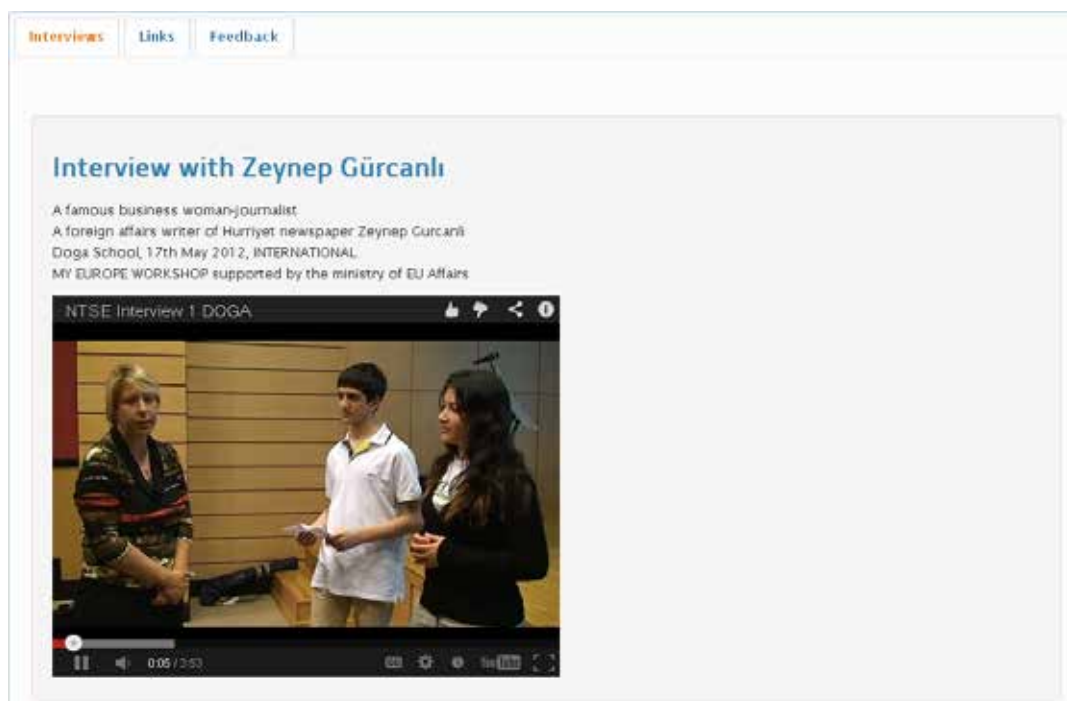 Interviews Links Feedback
Interview with Zeynep Gürcanlı
A famous business woman-journalist
A foreign affairs writer of Hurriyet newspaper Zeynep Gurcanli
Doga School, 17th May 2012, INTERNATIONAL
MY EUROPE WORKSHOP supported by the ministry of EU Affairs
NTSE Interview 1 DOGA
0:05 / 3:53
YouTube